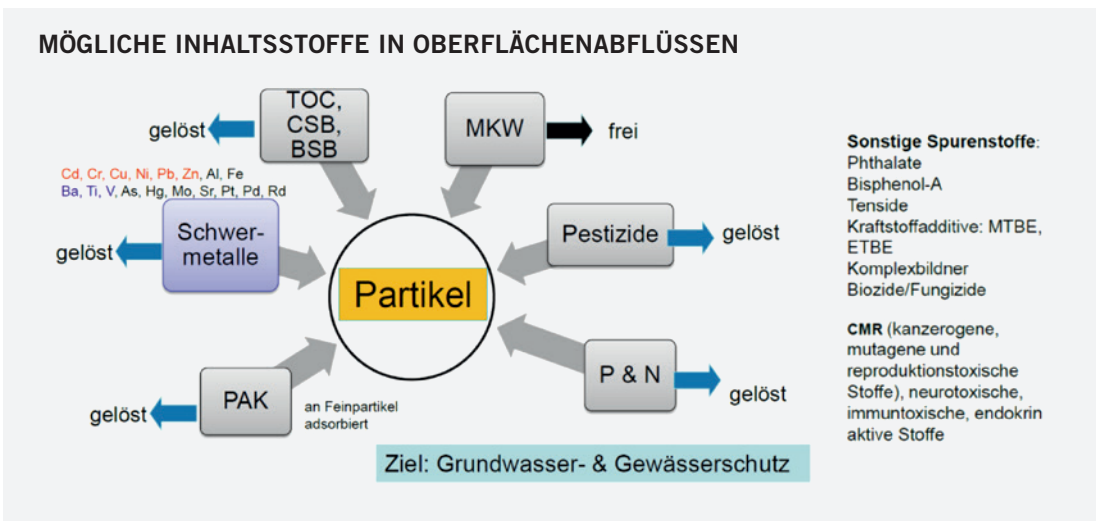 MÖGLICHE INHALTSSTOFFE IN OBERFLÄCHENABFLÜSSEN
gelöst
TOC,
CSB,
BSB
MKW
frei
Cd, Cr, Cu, Ni, Pb, Zn, Al, Fe
Ba, Ti, V, As, Hg, Mo, Sr, Pt, Pd, Rd
gelöst
Schwer-
metalle
Pestizide
gelöst
Partikel
gelöst
PAK
an Feinpartikel
adsorbiert
P & N
gelöst
Ziel: Grundwasser- & Gewässerschutz
Sonstige Spurenstoffe:
Phthalate
Bisphenol-A
Tenside
Kraftstoffadditive: MTBE,
ETBE
Komplexbildner
Biozide/Fungizide
CMR (kanzerogene,
mutagene und
reproduktionstoxische
Stoffe), neurotoxische,
immuntoxische, endokrin
aktive Stoffe